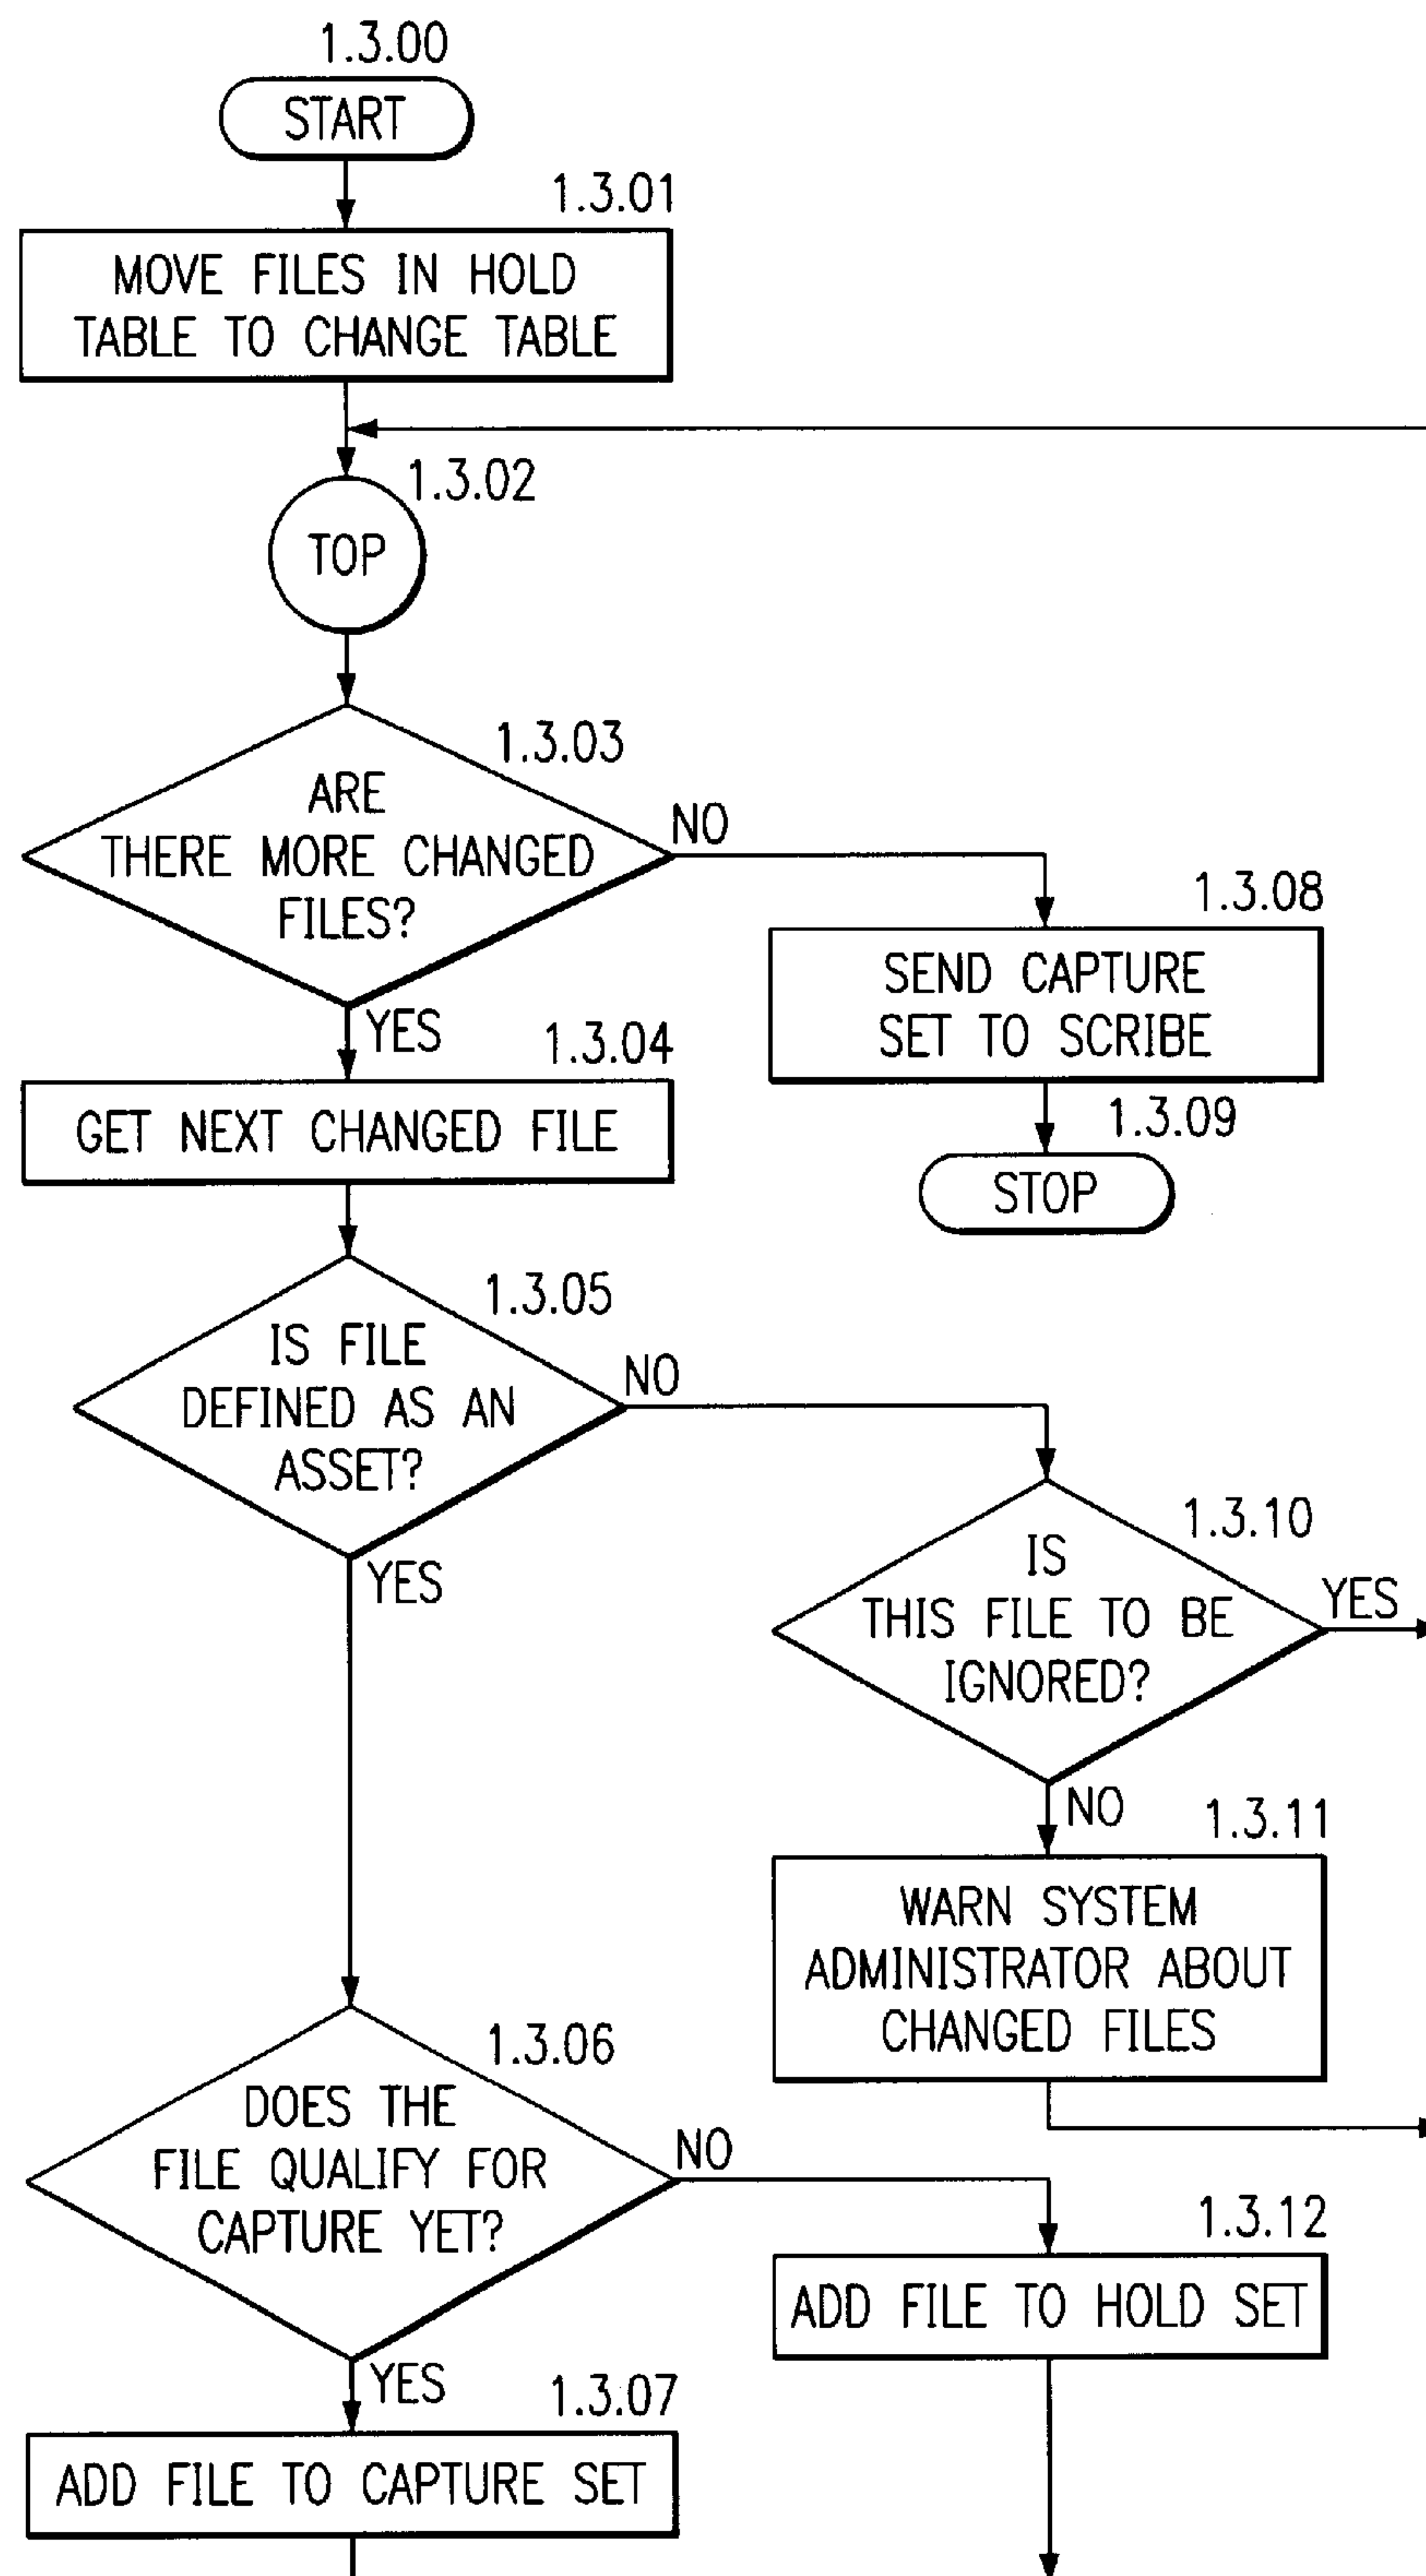 1.3.00
START
1.3.01
MOVE FILES IN HOLD
TABLE TO CHANGE TABLE
1.3.02
TOP
1.3.03
ARE
THERE MORE CHANGED
FILES?
NO
YES
1.3.08
SEND CAPTURE
SET TO SCRIBE
1.3.09
STOP
1.3.04
GET NEXT CHANGED FILE
1.3.05
IS FILE
DEFINED AS AN
ASSET?
NO
YES
1.3.10
IS
THIS FILE TO BE
IGNORED?
YES
NO
1.3.11
WARN SYSTEM
ADMINISTRATOR ABOUT
CHANGED FILES
1.3.06
DOES THE
FILE QUALIFY FOR
CAPTURE YET?
NO
YES
1.3.12
ADD FILE TO HOLD SET
1.3.07
ADD FILE TO CAPTURE SET